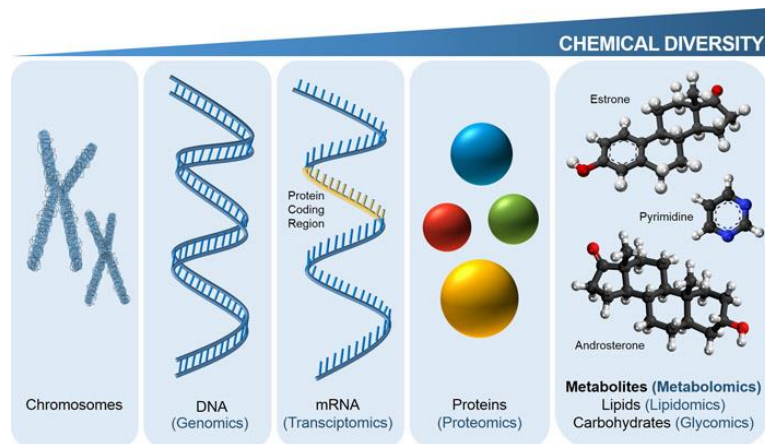 CHEMICAL DIVERSITY
Chromosomes
DNA
(Genomics)
Protein
Coding
Region
mRNA
(Transciptomics)
Proteins
(Proteomics)
Estrone
Pyrimidine
Androsterone
Metabolites (Metabolomics)
Lipids (Lipidomics)
Carbohydrates (Glycomics)